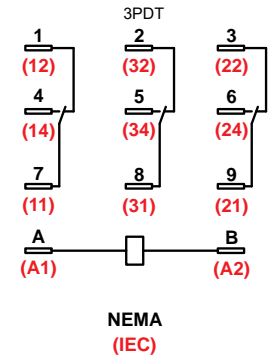 3PDT
1 2 3
(12) (32) (22)
4 5 6
(14) (34) (24)
7 8 9
(11) (31) (21)
A B
(A1) (A2)
NEMA
(IEC)